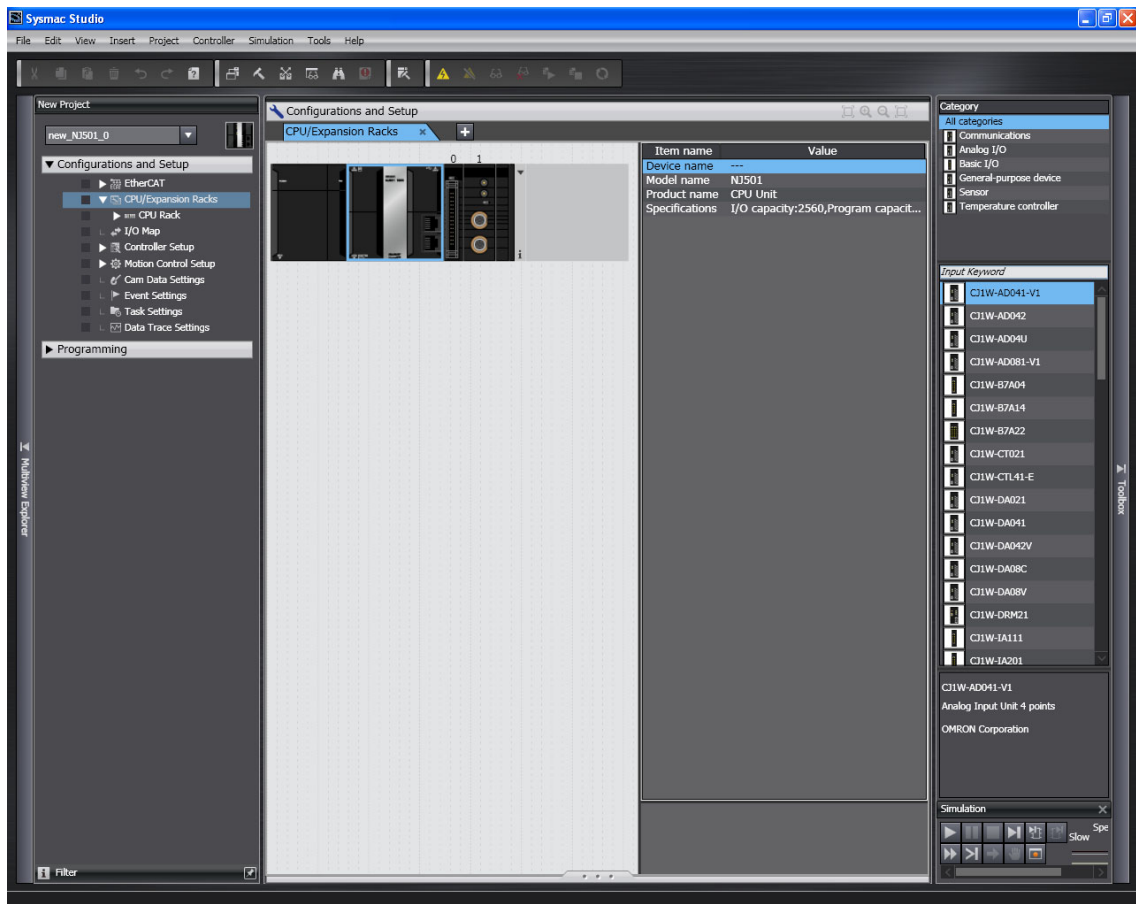 Sysmac Studio
File Edit View Insert Project Controller Simulation Tools Help
New Project
new_NJ501_0
Configurations and Setup
EtherCAT
CPU/Expansion Racks
CPU Rack
I/O Map
Controller Setup
Motion Control Setup
Cam Data Settings
Event Settings
Task Settings
Data Trace Settings
Programming
Multiview Explorer
Filter
Configurations and Setup
CPU/Expansion Racks
0 1
Item name Value
Device name ---
Model name NJ501
Product name CPU Unit
Specifications I/O capacity:2560,Program capacit...
Category
All categories
Communications
Analog I/O
Basic I/O
General-purpose device
Sensor
Temperature controller
Input Keyword
CJ1W-AD041-V1
CJ1W-AD042
CJ1W-AD04U
CJ1W-AD081-V1
CJ1W-B7A04
CJ1W-B7A14
CJ1W-B7A22
CJ1W-CT021
CJ1W-CTL41-E
CJ1W-DA021
CJ1W-DA041
CJ1W-DA042V
CJ1W-DA08C
CJ1W-DA08V
CJ1W-DRM21
CJ1W-IA111
CJ1W-IA201
CJ1W-AD041-V1
Analog Input Unit 4 points
OMRON Corporation
Toolbox
Simulation
Spe
Slow